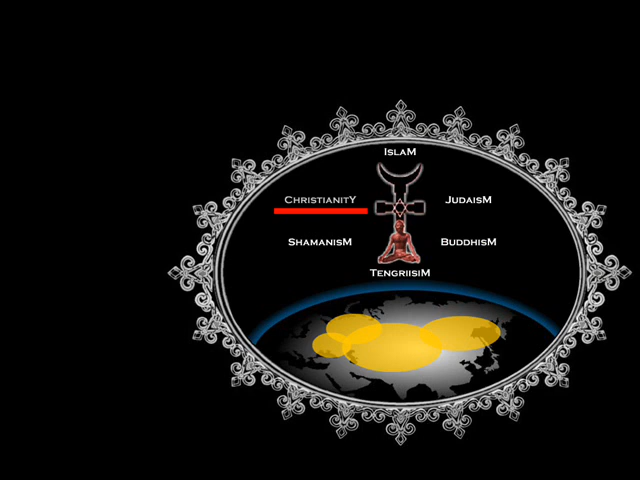 IslaM
ChristianitY
JudaisM
ShamanisM
BuddhisM
TengriisiM